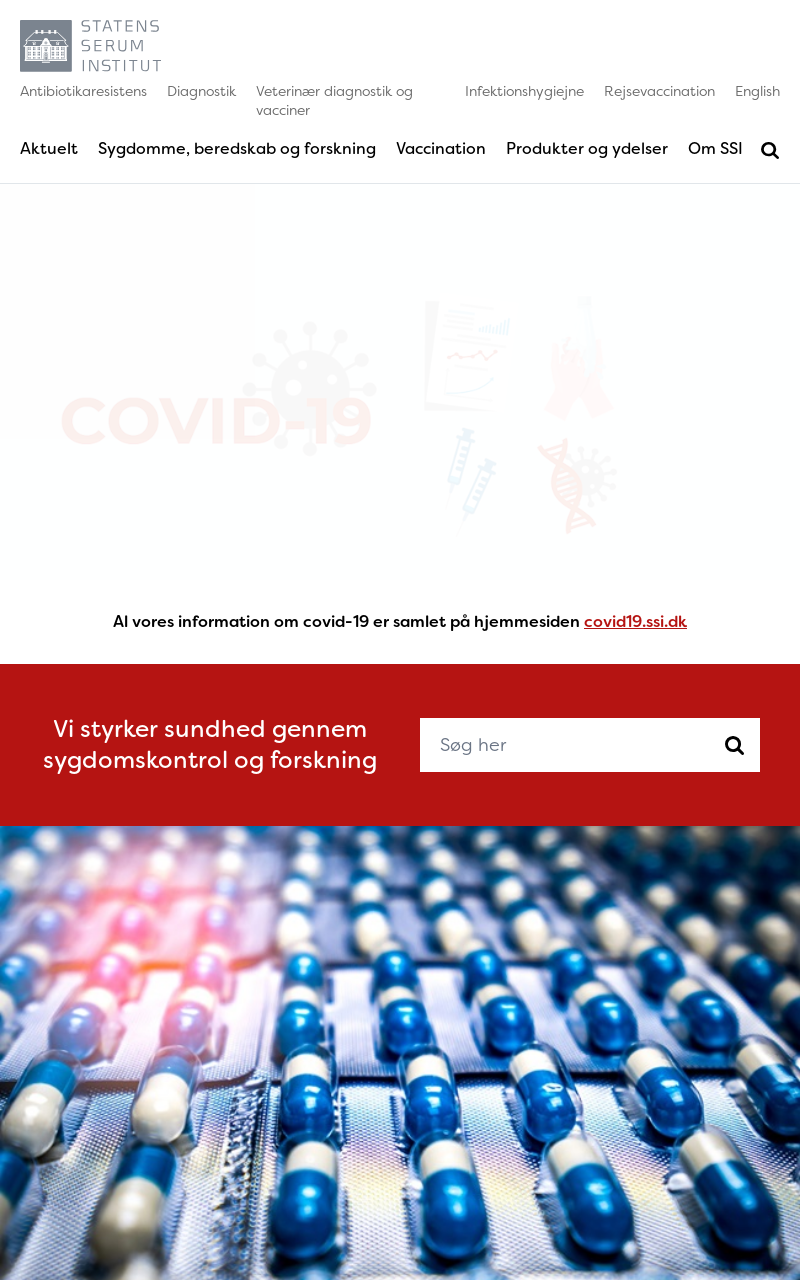 STATENS
SERUM
INSTITUT
Antibiotikaresistens Diagnostik Veterinær diagnostik og vacciner Infektionshygiejne Rejsevaccination English
Aktuelt Sygdomme, beredskab og forskning Vaccination Produkter og ydelser Om SSI
COVID-19
Al vores information om covid-19 er samlet på hjemmesiden covid19.ssi.dk
Vi styrker sundhed gennem
sygdomskontrol og forskning
Søg her